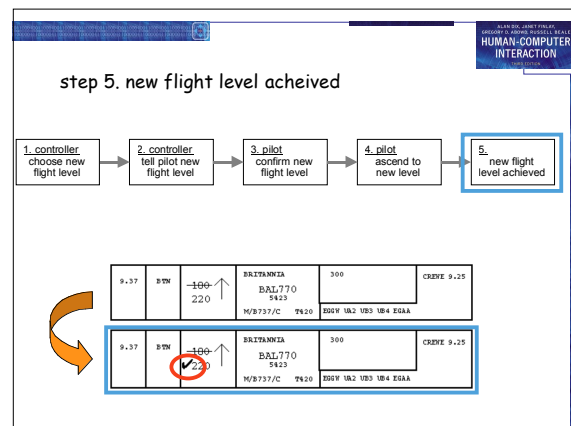 ALAN DIX, JANET FINLAY,
GREGORY D. ABOWD, RUSSELL BEALE
HUMAN-COMPUTER
INTERACTION
THIRD EDITION
step 5. new flight level acheived
1. controller
choose new
flight level
2. controller
tell pilot new
flight level
3. pilot
confirm new
flight level
4. pilot
ascend to
new level
5.
new flight
level achieved
9.37 BTN 180 ↑ 220 BRITANNIA 300 CREWE 9.25
BAL770
5423
M/B737/C T420 EGGW UA2 UB3 UB4 EGAA
9.37 BTN 180 ↑ ✔220 BRITANNIA 300 CREWE 9.25
BAL770
5423
M/B737/C T420 EGGW UA2 UB3 UB4 EGAA